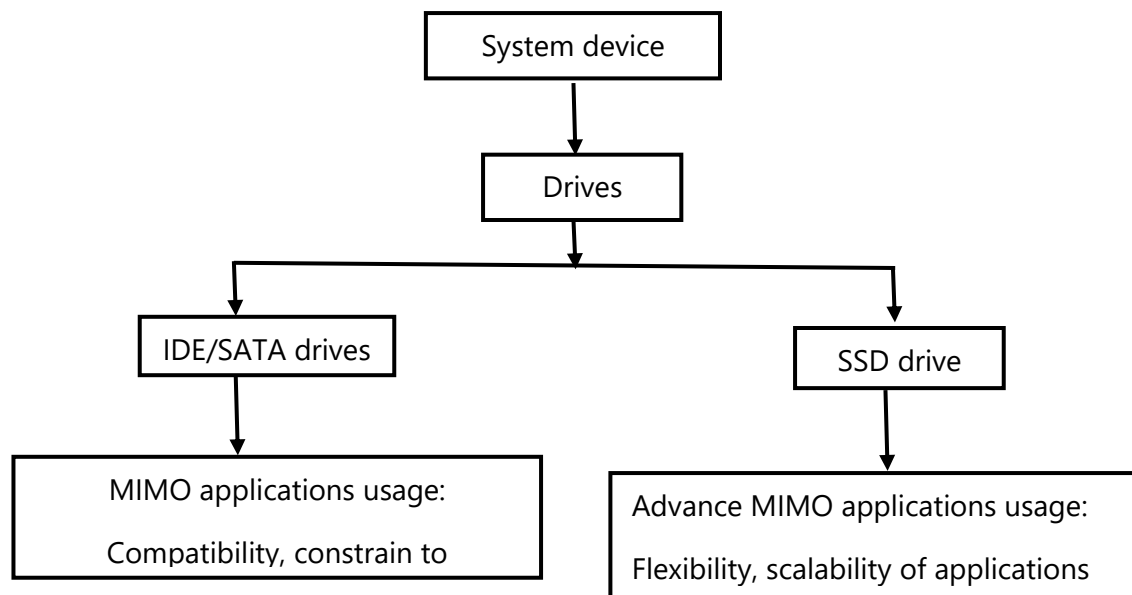 System device
Drives
IDE/SATA drives
SSD drive
MIMO applications usage:
Compatibility, constrain to
Advance MIMO applications usage:
Flexibility, scalability of applications